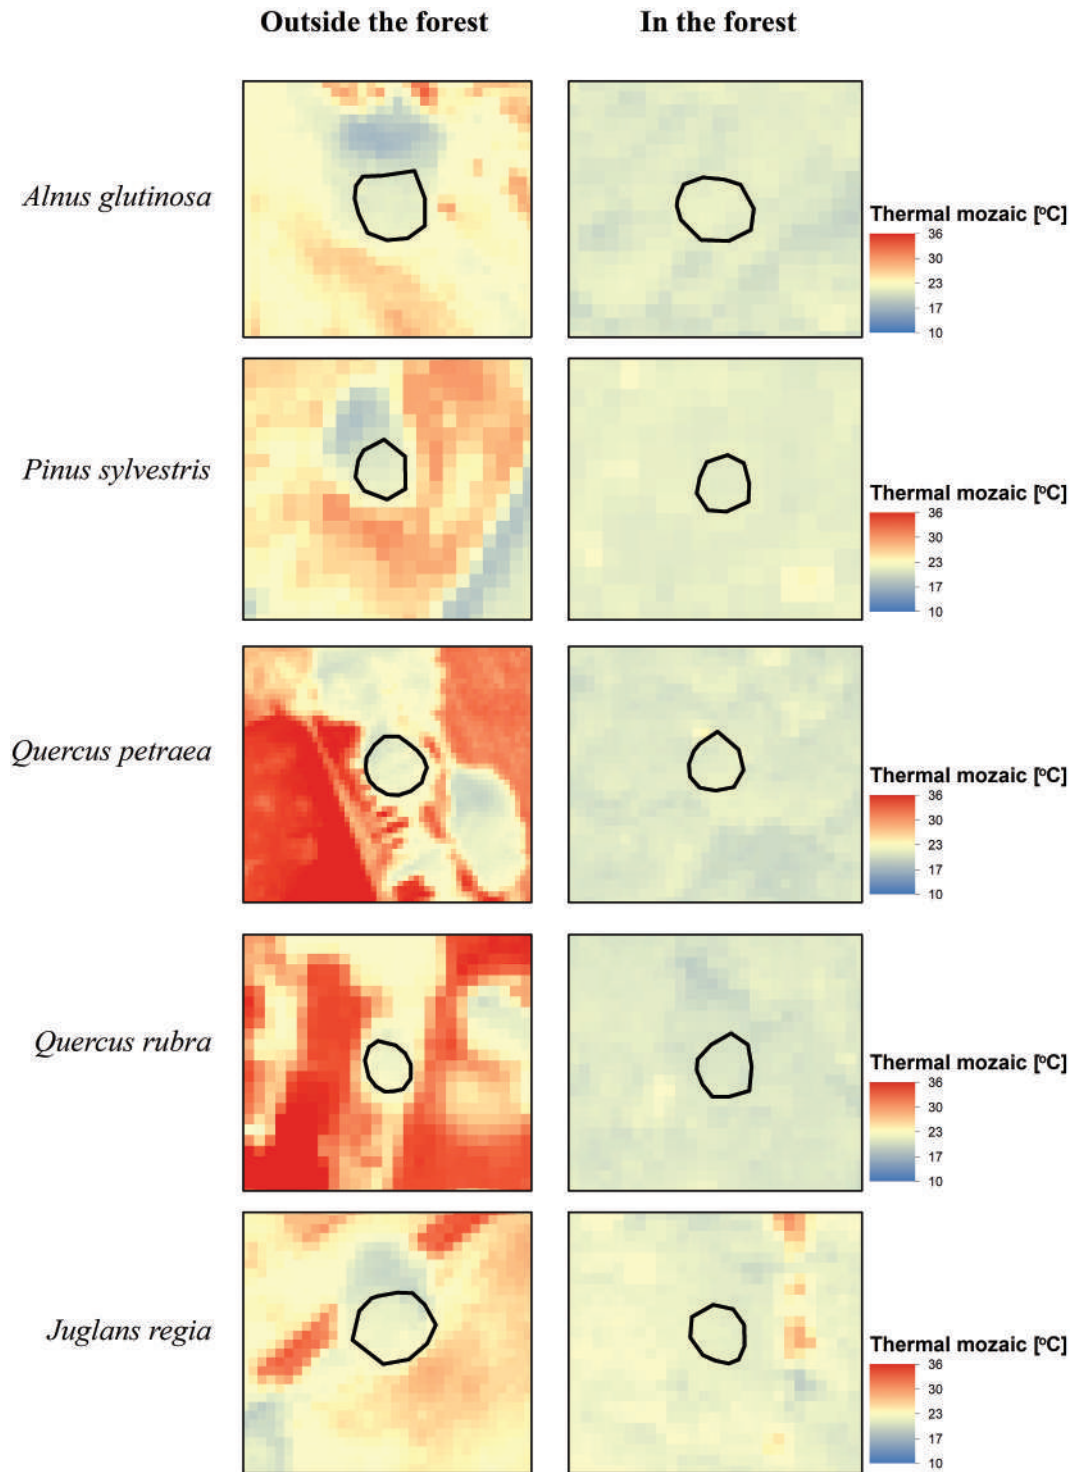 Outside the forest In the forest
Alnus glutinosa
Thermal mozaic [ºC]
36
30
23
17
10
Pinus sylvestris
Thermal mozaic [ºC]
36
30
23
17
10
Quercus petraea
Thermal mozaic [ºC]
36
30
23
17
10
Quercus rubra
Thermal mozaic [ºC]
36
30
23
17
10
Juglans regia
Thermal mozaic [ºC]
36
30
23
17
10